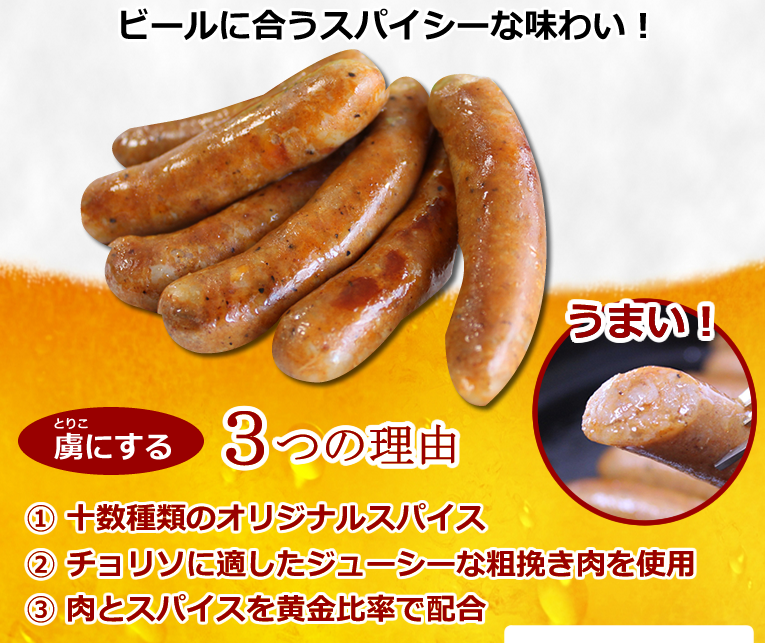 ビールに合うスパイシーな味わい！
うまい！
とりこ
虜にする
3つの理由
① 十数種類のオリジナルスパイス
② チョリソに適したジューシーな粗挽き肉を使用
③ 肉とスパイスを黄金比率で配合